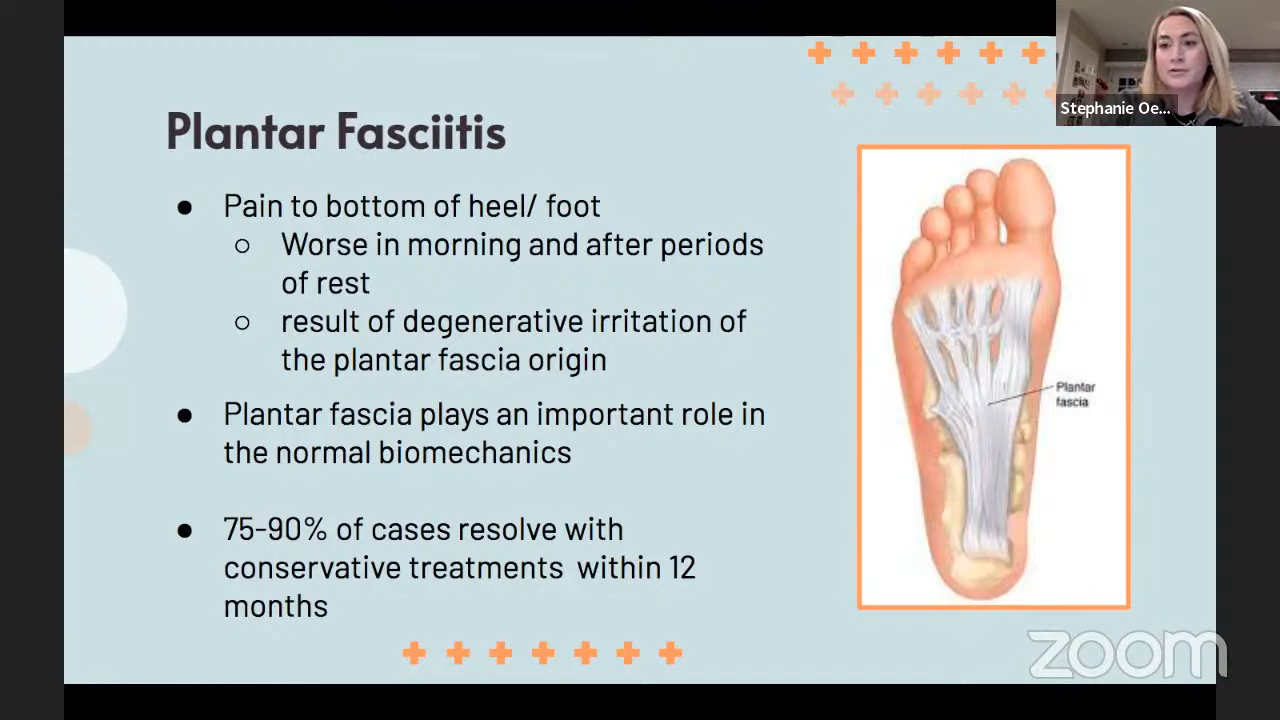 Stephanie Oe...
Plantar Fasciitis
● Pain to bottom of heel/ foot
○ Worse in morning and after periods
of rest
○ result of degenerative irritation of
the plantar fascia origin
● Plantar fascia plays an important role in
the normal biomechanics
● 75-90% of cases resolve with
conservative treatments within 12
months
Plantar
fascia
zoom